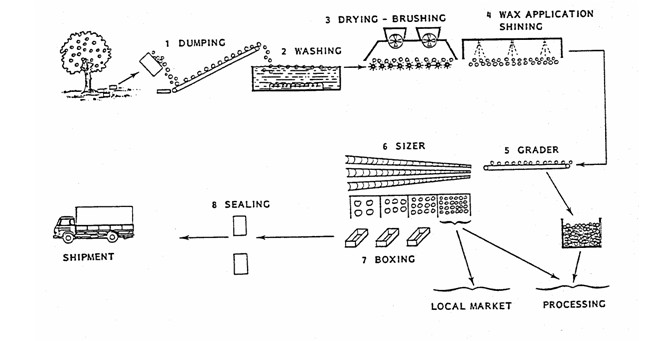 1 DUMPING
2 WASHING
3 DRYING - BRUSHING
4 WAX APPLICATION
SHINING
5 GRADER
6 SIZER
7 BOXING
8 SEALING
SHIPMENT
LOCAL MARKET
PROCESSING